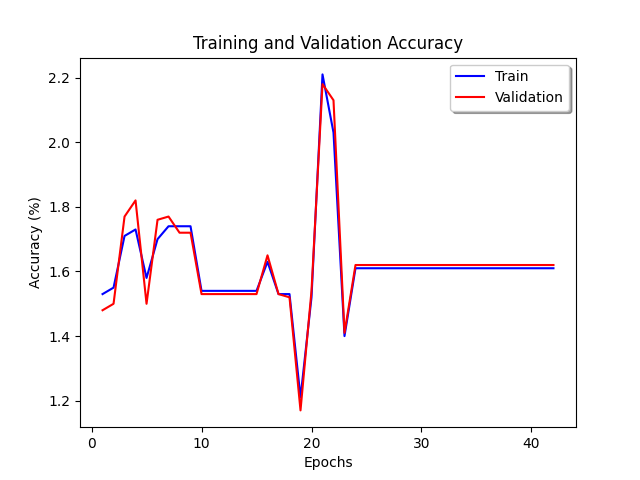 Training and Validation Accuracy
Train
Validation
Accuracy (%)
2.2
2.0
1.8
1.6
1.4
1.2
0
10
20
30
40
Epochs